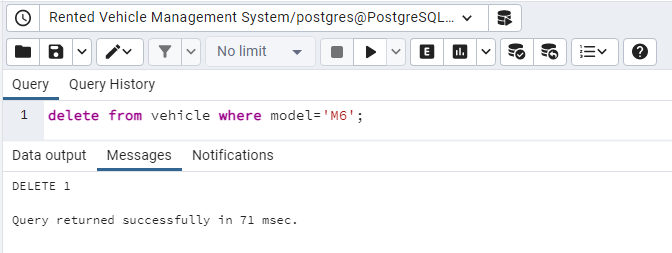 Rented Vehicle Management System/postgres@PostgreSQL...
No limit
E
Query Query History
1 delete from vehicle where model='M6';
Data output Messages Notifications
DELETE 1
Query returned successfully in 71 msec.